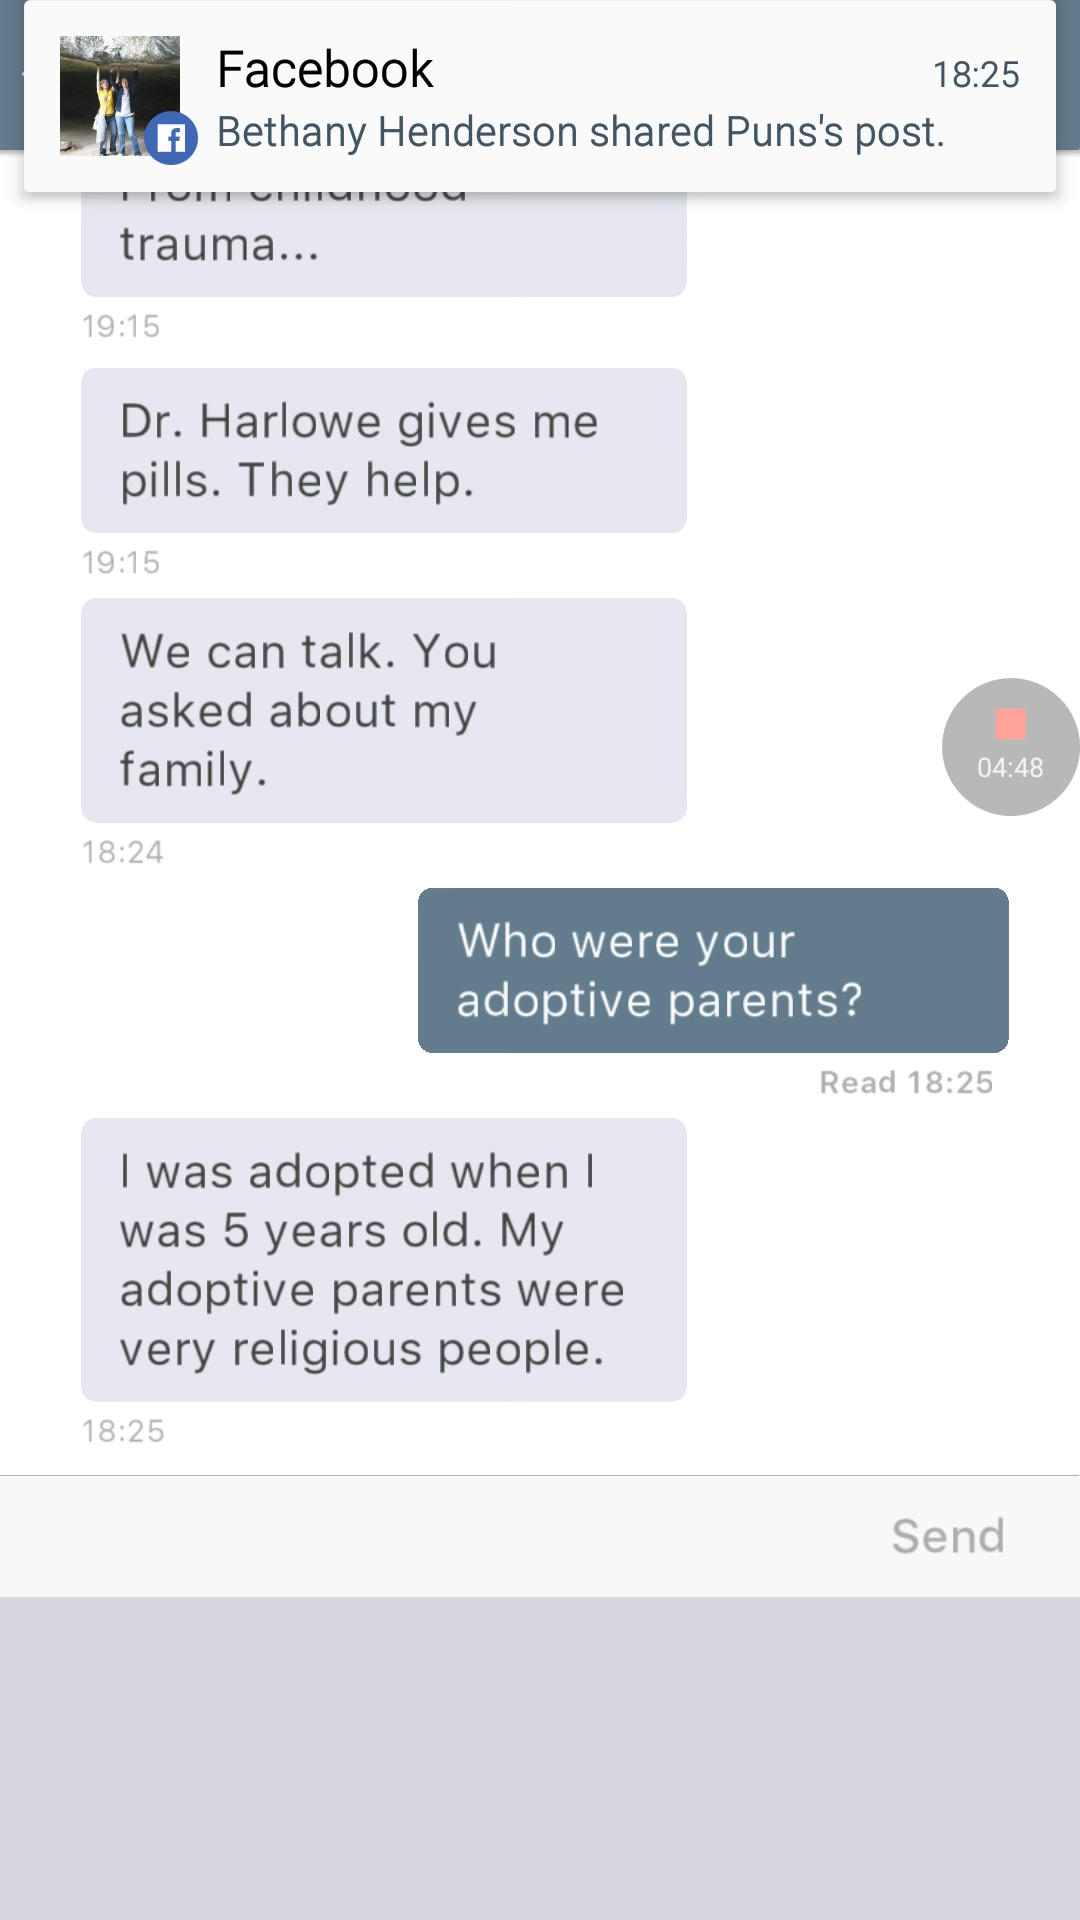 Facebook
18:25
Bethany Henderson shared Puns's post.
trauma...
19:15
Dr. Harlowe gives me
pills. They help.
19:15
We can talk. You
asked about my
family.
18:24
04:48
Who were your
adoptive parents?
Read 18:25
I was adopted when I
was 5 years old. My
adoptive parents were
very religious people.
18:25
Send